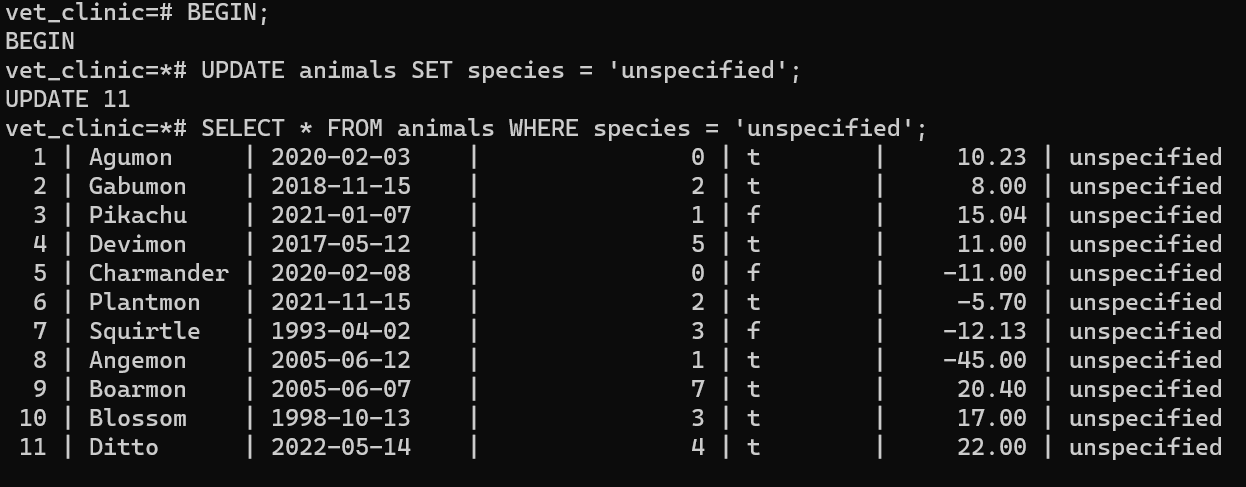 vet_clinic=# BEGIN;
BEGIN
vet_clinic=*# UPDATE animals SET species = 'unspecified';
UPDATE 11
vet_clinic=*# SELECT * FROM animals WHERE species = 'unspecified';
  1 | Agumon     | 2020-02-03    |               0 | t        |     10.23 | unspecified
  2 | Gabumon    | 2018-11-15    |               2 | t        |      8.00 | unspecified
  3 | Pikachu    | 2021-01-07    |               1 | f        |     15.04 | unspecified
  4 | Devimon    | 2017-05-12    |               5 | t        |     11.00 | unspecified
  5 | Charmander | 2020-02-08    |               0 | f        |    -11.00 | unspecified
  6 | Plantmon   | 2021-11-15    |               2 | t        |     -5.70 | unspecified
  7 | Squirtle   | 1993-04-02    |               3 | f        |    -12.13 | unspecified
  8 | Angemon    | 2005-06-12    |               1 | t        |    -45.00 | unspecified
  9 | Boarmon    | 2005-06-07    |               7 | t        |     20.40 | unspecified
 10 | Blossom    | 1998-10-13    |               3 | t        |     17.00 | unspecified
 11 | Ditto      | 2022-05-14    |               4 | t        |     22.00 | unspecified